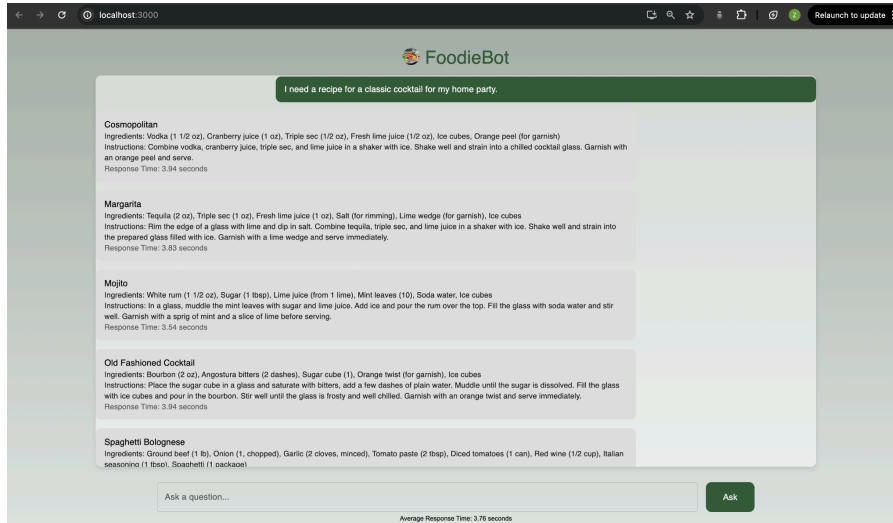 localhost:3000
2
Relaunch to update
FoodieBot
I need a recipe for a classic cocktail for my home party.
Cosmopolitan
Ingredients: Vodka (1 1/2 oz), Cranberry juice (1 oz), Triple sec (1/2 oz), Fresh lime juice (1/2 oz), Ice cubes, Orange peel (for garnish)
Instructions: Combine vodka, cranberry juice, triple sec, and lime juice in a shaker with ice. Shake well and strain into a chilled cocktail glass. Garnish with
an orange peel and serve.
Response Time: 3.94 seconds
Margarita
Ingredients: Tequila (2 oz), Triple sec (1 oz), Fresh lime juice (1 oz), Salt (for rimming), Lime wedge (for garnish), Ice cubes
Instructions: Rim the edge of a glass with lime and dip in salt. Combine tequila, triple sec, and lime juice in a shaker with ice. Shake well and strain into
the prepared glass filled with ice. Garnish with a lime wedge and serve immediately.
Response Time: 3.83 seconds
Mojito
Ingredients: White rum (1 1/2 oz), Sugar (1 tbsp), Lime juice (from 1 lime), Mint leaves (10), Soda water, Ice cubes
Instructions: In a glass, muddle the mint leaves with sugar and lime juice. Add ice and pour the rum over the top. Fill the glass with soda water and stir
well. Garnish with a sprig of mint and a slice of lime before serving.
Response Time: 3.54 seconds
Old Fashioned Cocktail
Ingredients: Bourbon (2 oz), Angostura bitters (2 dashes), Sugar cube (1), Orange twist (for garnish), Ice cubes
Instructions: Place the sugar cube in a glass and saturate with bitters, add a few dashes of plain water. Muddle until the sugar is dissolved. Fill the glass
with ice cubes and pour in the bourbon. Stir well until the glass is frosty and well chilled. Garnish with an orange twist and serve immediately.
Response Time: 3.94 seconds
Spaghetti Bolognese
Ingredients: Ground beef (1 lb), Onion (1, chopped), Garlic (2 cloves, minced), Tomato paste (2 tbsp), Diced tomatoes (1 can), Red wine (1/2 cup), Italian
seasoning (1 tbsp), Spaghetti (1 package)
Ask a question...
Ask
Average Response Time: 3.76 seconds